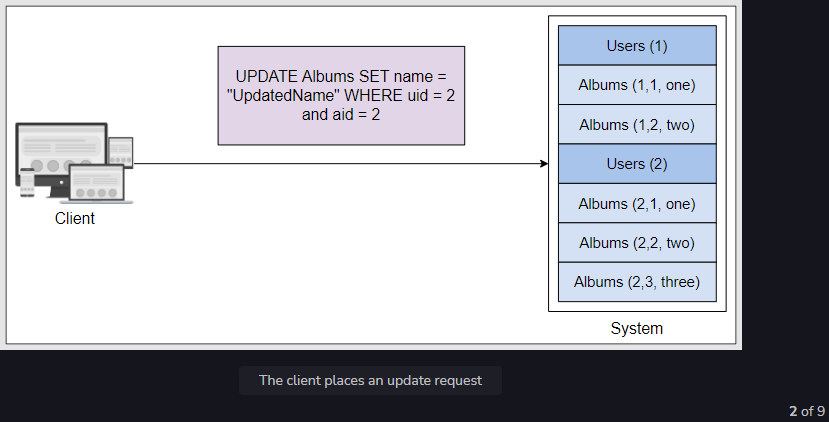 UPDATE Albums SET name =
"UpdatedName" WHERE uid = 2
and aid = 2
Client
Users (1)
Albums (1,1, one)
Albums (1,2, two)
Users (2)
Albums (2,1, one)
Albums (2,2, two)
Albums (2,3, three)
System
The client places an update request
2 of 9